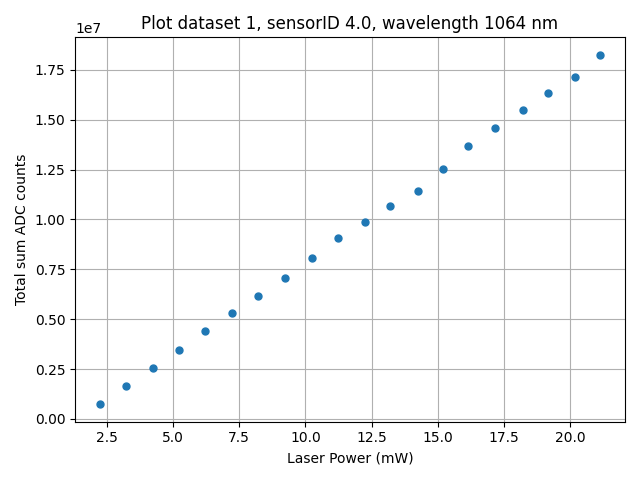 Plot dataset 1, sensorID 4.0, wavelength 1064 nm
1e7
1.75
1.50
1.25
1.00
0.75
0.50
0.25
0.00
Total sum ADC counts
2.5 5.0 7.5 10.0 12.5 15.0 17.5 20.0
Laser Power (mW)